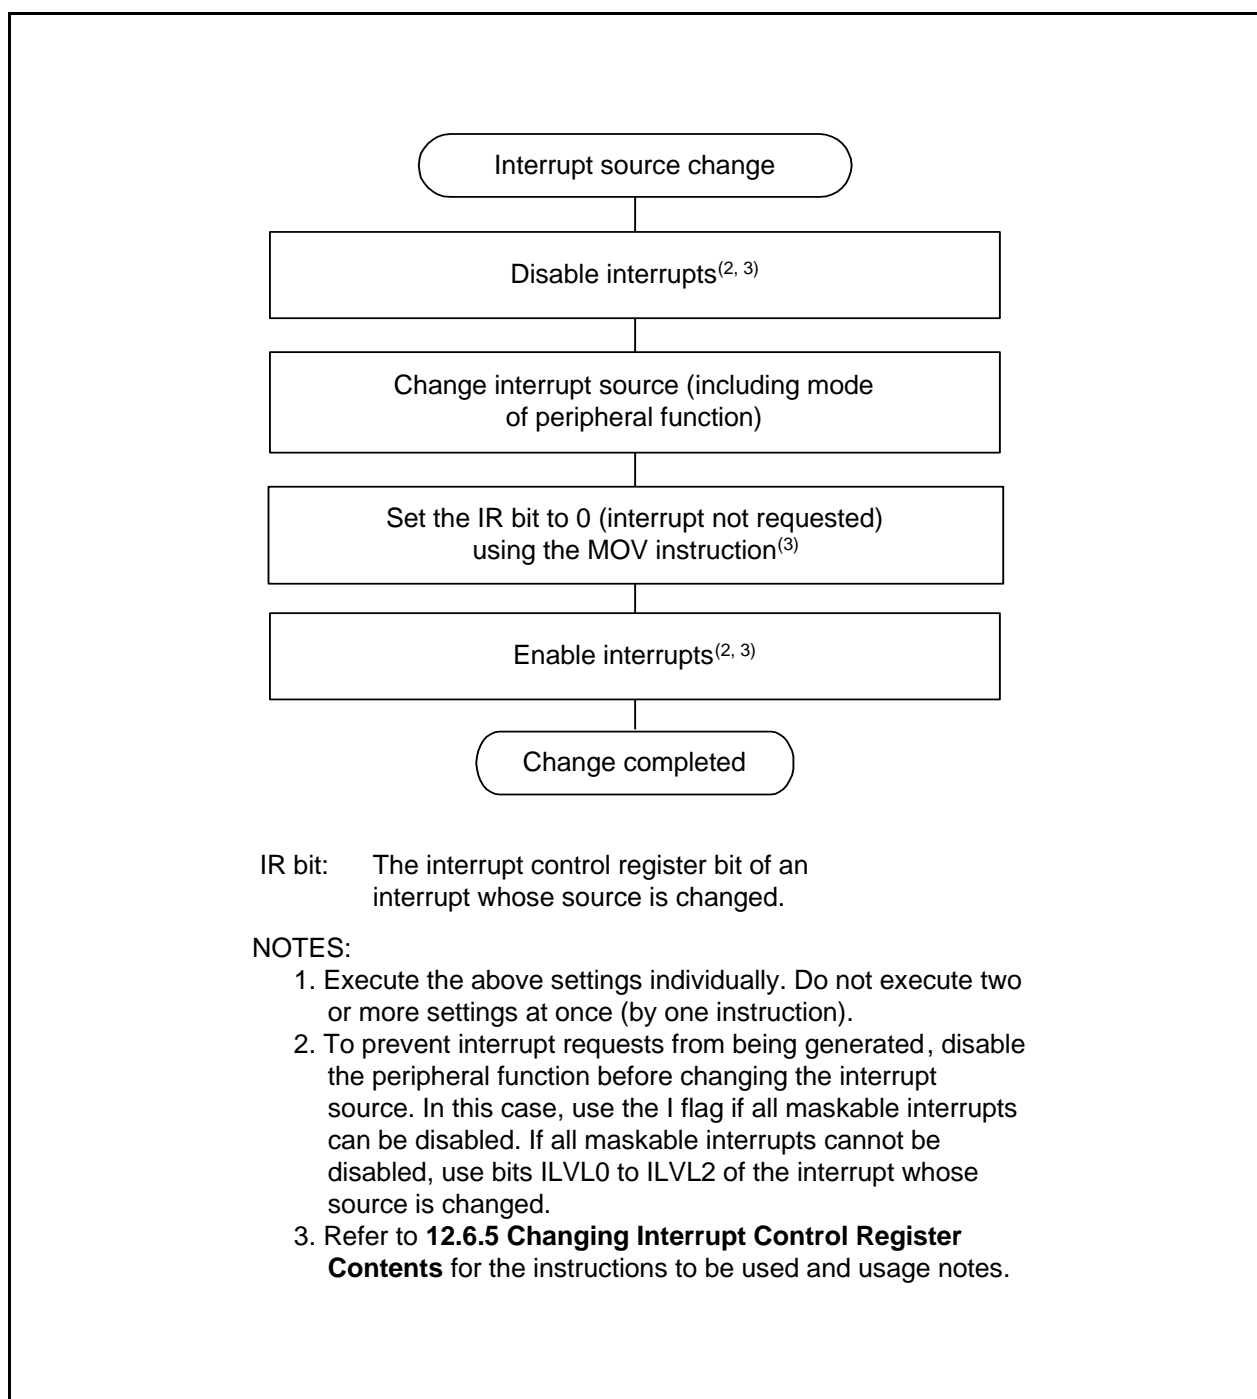 Interrupt source change
Disable interrupts(2, 3)
Change interrupt source (including mode
of peripheral function)
Set the IR bit to 0 (interrupt not requested)
using the MOV instruction(3)
Enable interrupts(2, 3)
Change completed
IR bit: The interrupt control register bit of an
interrupt whose source is changed.
NOTES:
1. Execute the above settings individually. Do not execute two
or more settings at once (by one instruction).
2. To prevent interrupt requests from being generated, disable
the peripheral function before changing the interrupt
source. In this case, use the I flag if all maskable interrupts
can be disabled. If all maskable interrupts cannot be
disabled, use bits ILVL0 to ILVL2 of the interrupt whose
source is changed.
3. Refer to 12.6.5 Changing Interrupt Control Register
Contents for the instructions to be used and usage notes.